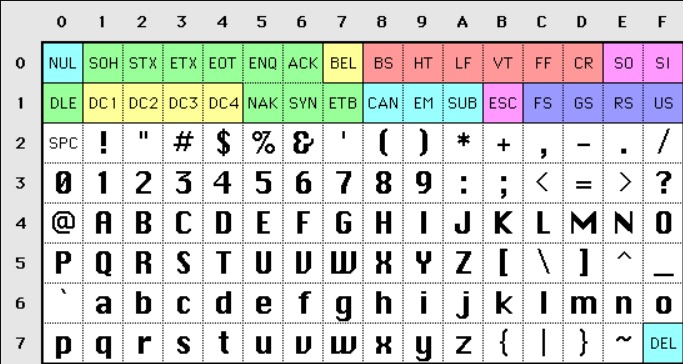 0 1 2 3 4 5 6 7 8 9 A B C D E F
0 NUL SOH STX ETX EOT ENQ ACK BEL BS HT LF VT FF CR SO SI
1 DLE DC1 DC2 DC3 DC4 NAK SYN ETB CAN EM SUB ESC FS GS RS US
2 SPC ! " # $ % & ' ( ) * + , - . /
3 0 1 2 3 4 5 6 7 8 9 : ; < = > ?
4 @ A B C D E F G H I J K L M N O
5 P Q R S T U V W X Y Z [ \ ] ^ _
6 ` a b c d e f g h i j k l m n o
7 p q r s t u v w x y z { | } ~ DEL